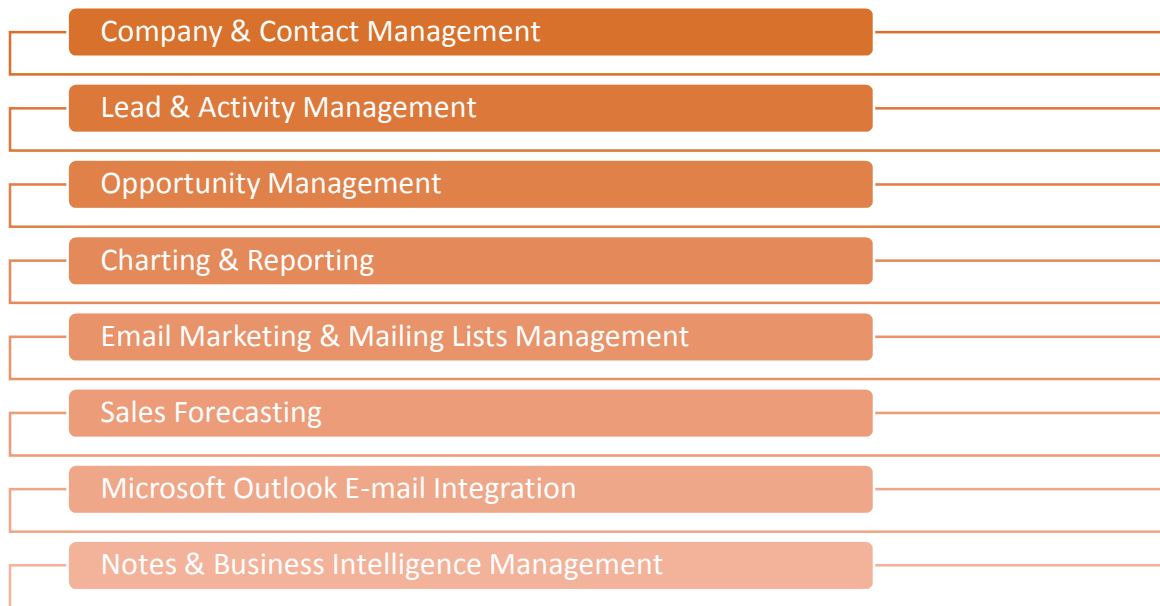 Company & Contact Management
Lead & Activity Management
Opportunity Management
Charting & Reporting
Email Marketing & Mailing Lists Management
Sales Forecasting
Microsoft Outlook E-mail Integration
Notes & Business Intelligence Management